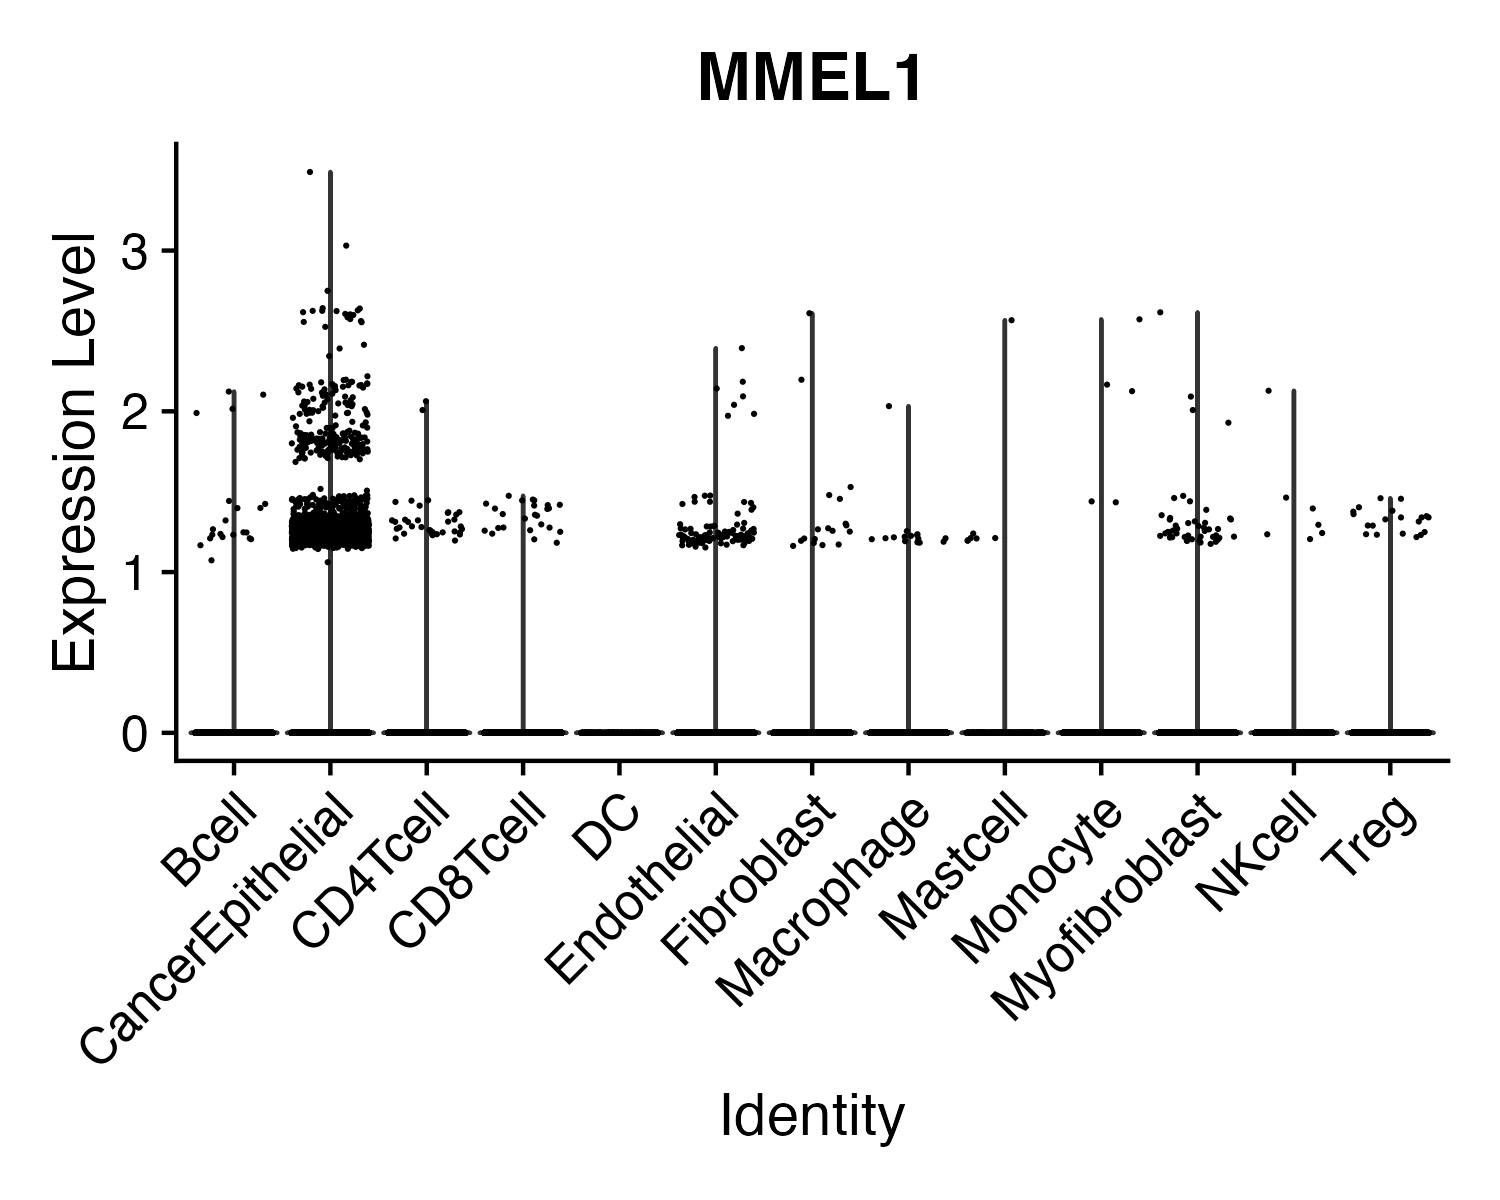 MMEL1
Expression Level
3
2
1
0
Bcell
CancerEpithelial
CD4Tcell
CD8Tcell
DC
Endothelial
Fibroblast
Macrophage
Mastcell
Monocyte
Myofibroblast
NKcell
Treg
Identity